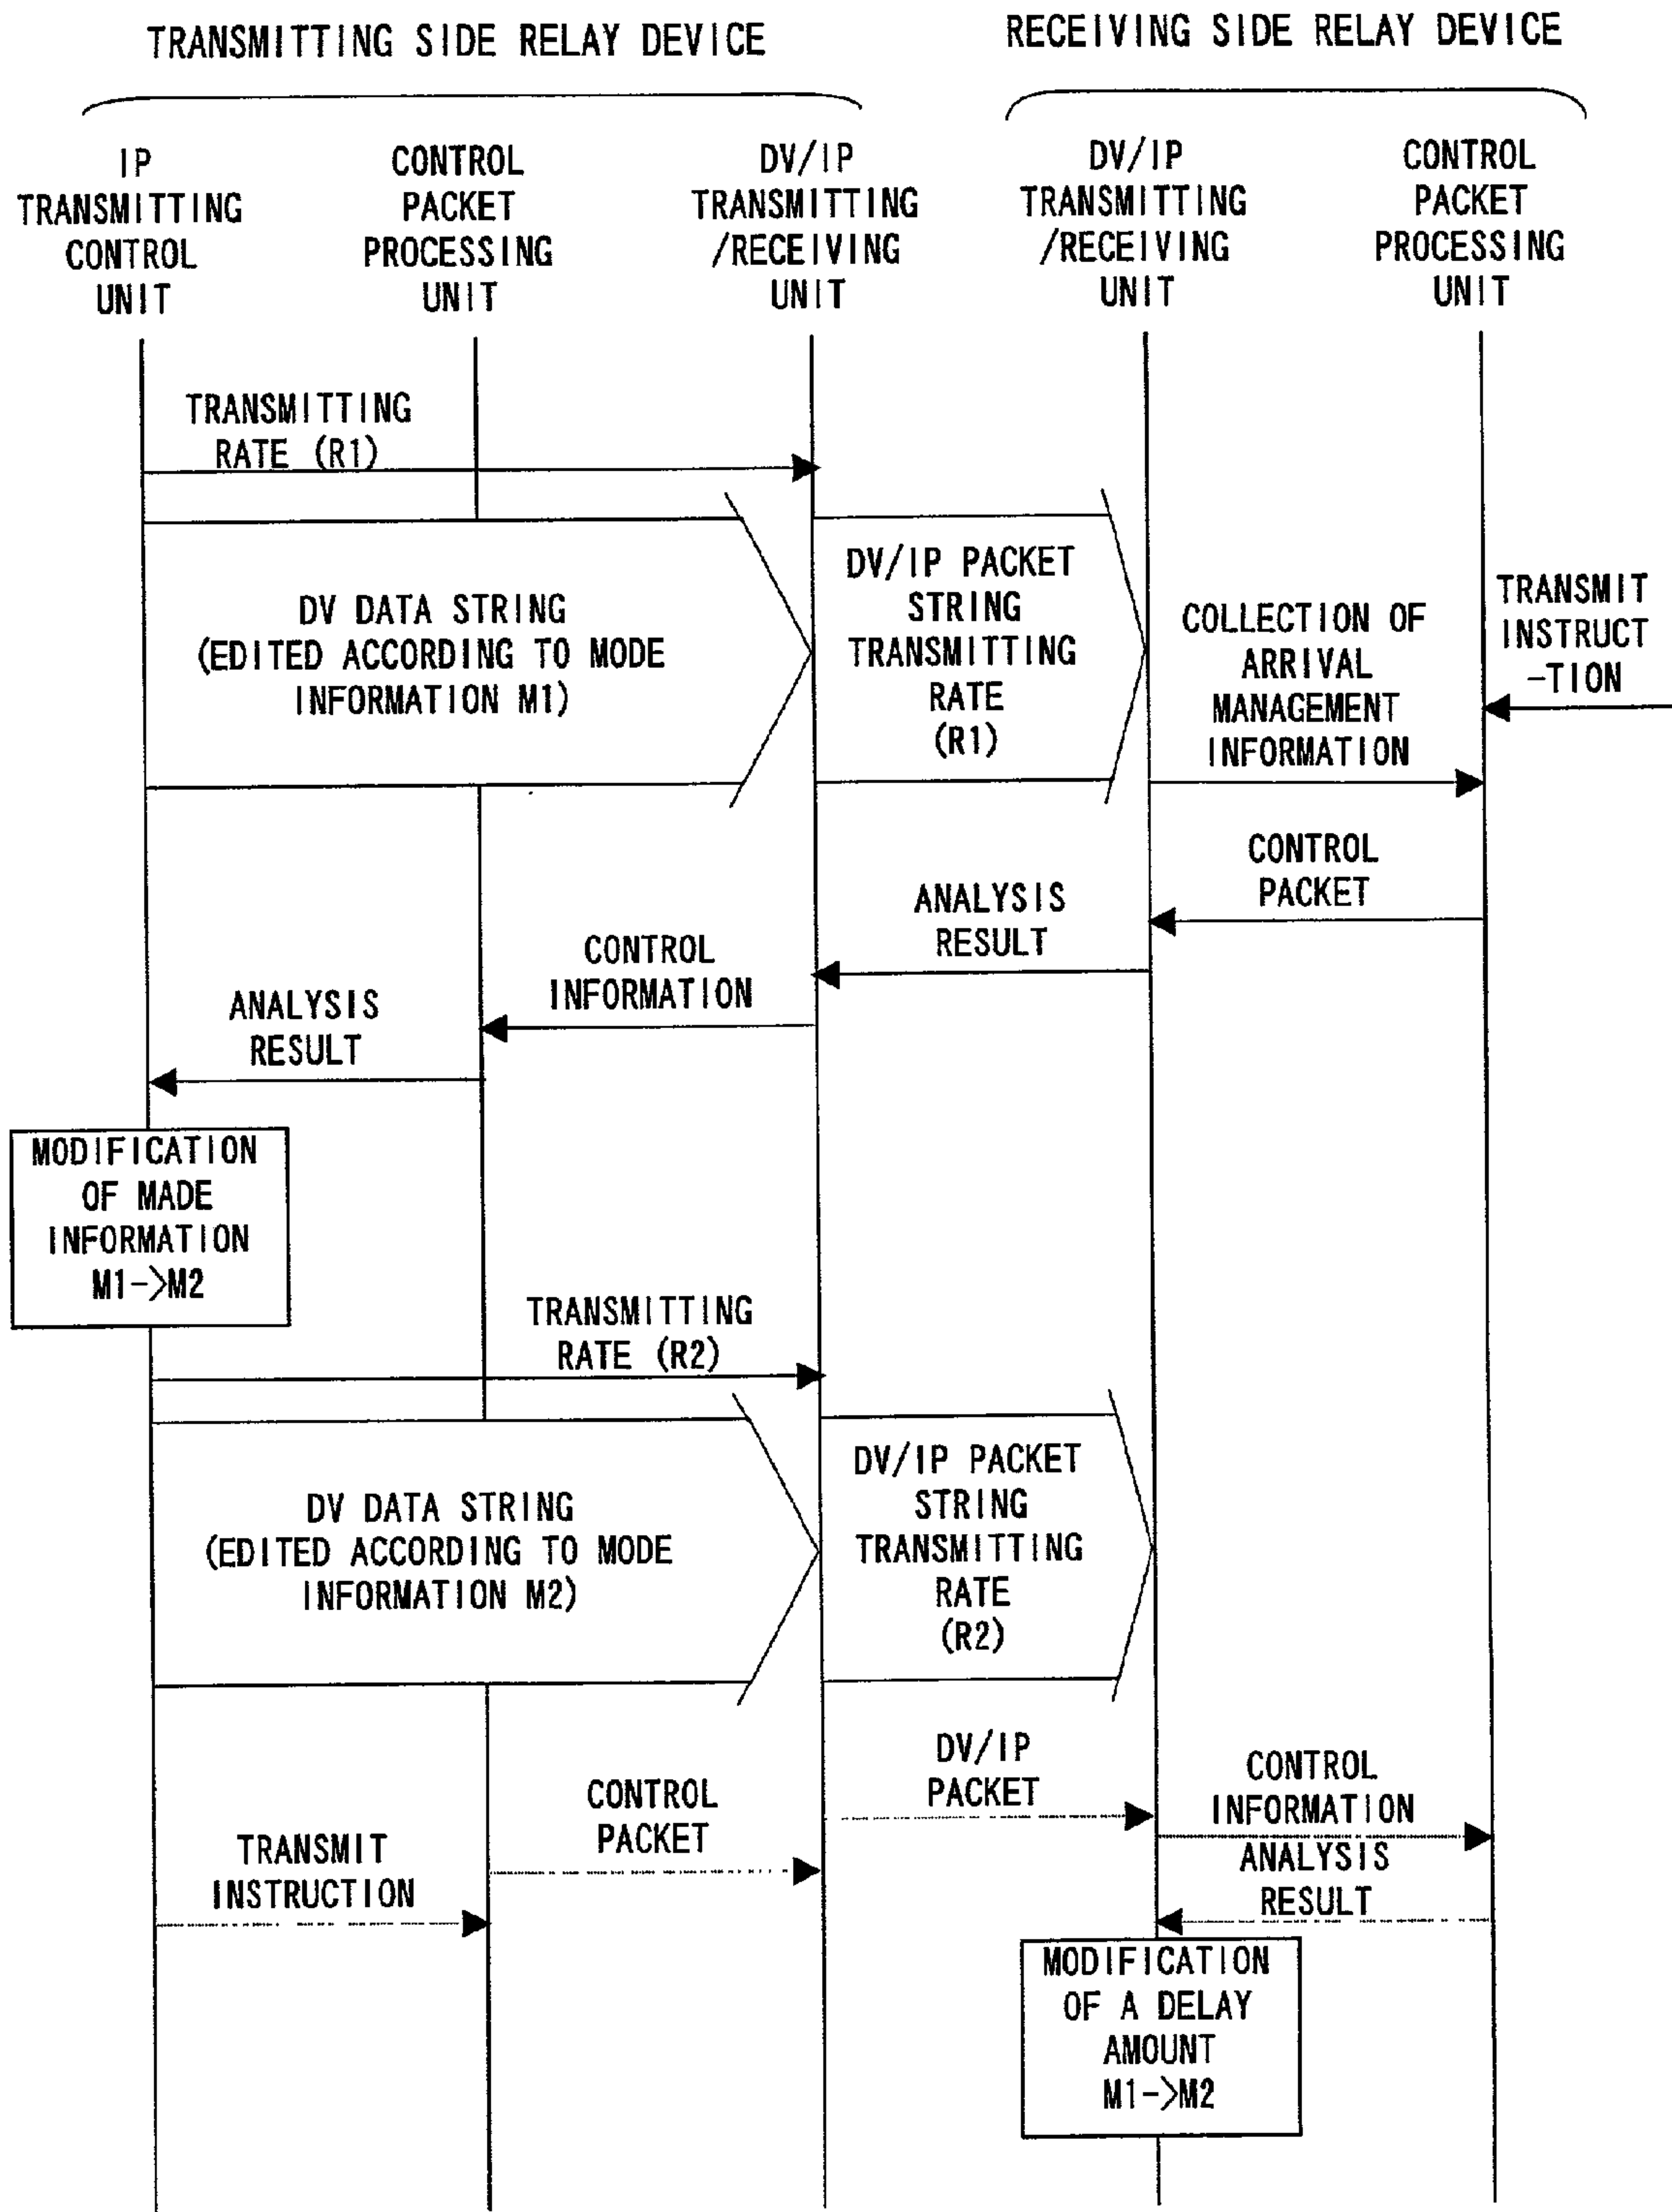 TRANSMITTING SIDE RELAY DEVICE
RECEIVING SIDE RELAY DEVICE
IP
TRANSMITTING
CONTROL
UNIT
CONTROL
PACKET
PROCESSING
UNIT
DV/IP
TRANSMITTING
/RECEIVING
UNIT
DV/IP
TRANSMITTING
/RECEIVING
UNIT
CONTROL
PACKET
PROCESSING
UNIT
TRANSMITTING
RATE (R1)
DV DATA STRING
(EDITED ACCORDING TO MODE
INFORMATION M1)
DV/IP PACKET
STRING
TRANSMITTING
RATE
(R1)
COLLECTION OF
ARRIVAL
MANAGEMENT
INFORMATION
TRANSMIT
INSTRUCT
-TION
CONTROL
PACKET
ANALYSIS
RESULT
CONTROL
INFORMATION
ANALYSIS
RESULT
MODIFICATION
OF MADE
INFORMATION
M1->M2
TRANSMITTING
RATE (R2)
DV DATA STRING
(EDITED ACCORDING TO MODE
INFORMATION M2)
DV/IP PACKET
STRING
TRANSMITTING
RATE
(R2)
DV/IP
PACKET
CONTROL
INFORMATION
CONTROL
PACKET
TRANSMIT
INSTRUCTION
ANALYSIS
RESULT
MODIFICATION
OF A DELAY
AMOUNT
M1->M2